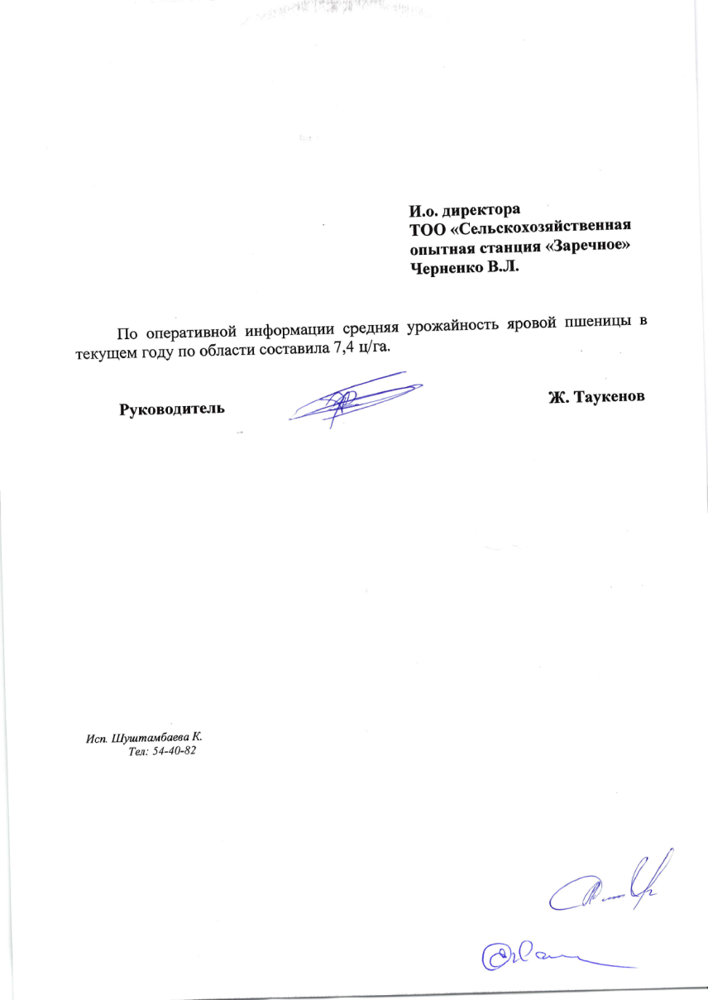 И.о. директора
ТОО «Сельскохозяйственная
опытная станция «Заречное»
Черненко В.Л.
По оперативной информации средняя урожайность яровой пшеницы в
текущем году по области составила 7,4 ц/га.
Руководитель
Ж. Таукенов
Исп. Шуштамбаева К.
Тел: 54-40-82